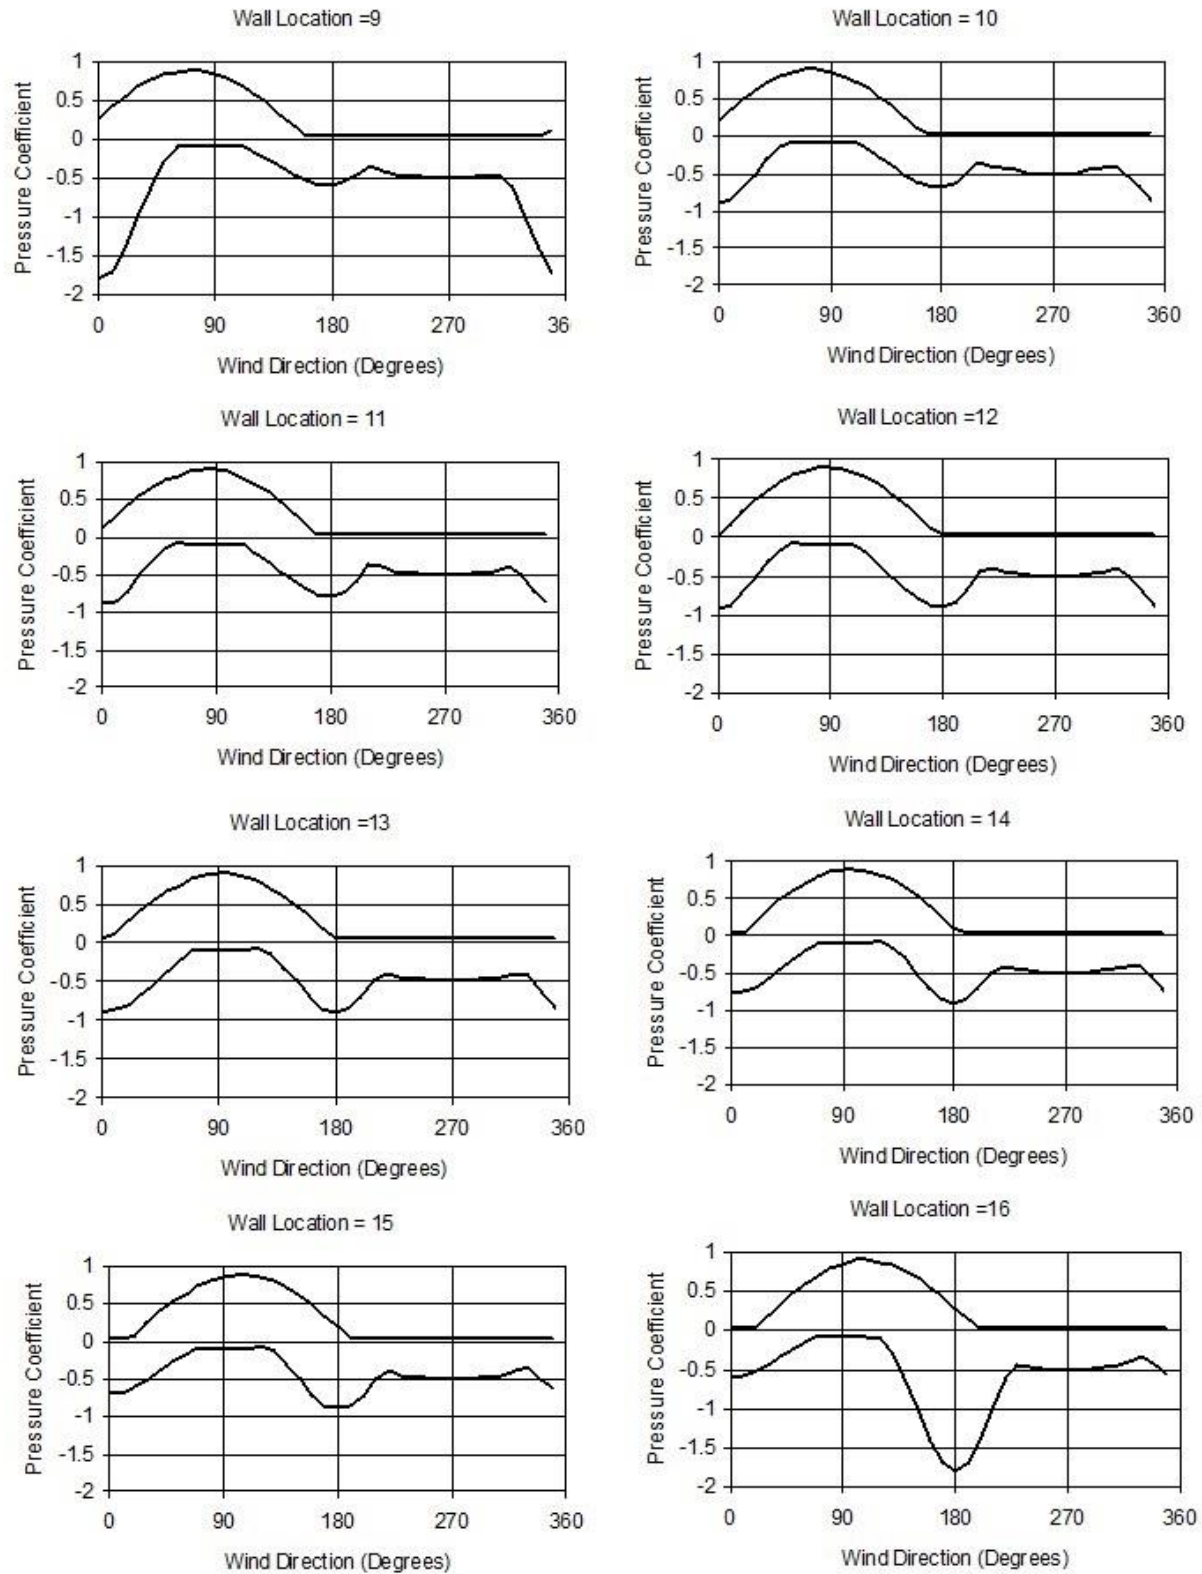 Wall Location =9
Pressure Coefficient
1
0.5
0
-0.5
-1
-1.5
-2
0 90 180 270 36
Wind Direction (Degrees)
Wall Location = 10
Pressure Coefficient
1
0.5
0
-0.5
-1
-1.5
-2
0 90 180 270 360
Wind Direction (Degrees)
Wall Location = 11
Pressure Coefficient
1
0.5
0
-0.5
-1
-1.5
-2
0 90 180 270 360
Wind Direction (Degrees)
Wall Location =12
Pressure Coefficient
1
0.5
0
-0.5
-1
-1.5
-2
0 90 180 270 360
Wind Direction (Degrees)
Wall Location =13
Pressure Coefficient
1
0.5
0
-0.5
-1
-1.5
-2
0 90 180 270 360
Wind Direction (Degrees)
Wall Location = 14
Pressure Coefficient
1
0.5
0
-0.5
-1
-1.5
-2
0 90 180 270 360
Wind Direction (Degrees)
Wall Location = 15
Pressure Coefficient
1
0.5
0
-0.5
-1
-1.5
-2
0 90 180 270 360
Wind Direction (Degrees)
Wall Location =16
Pressure Coefficient
1
0.5
0
-0.5
-1
-1.5
-2
0 90 180 270 360
Wind Direction (Degrees)